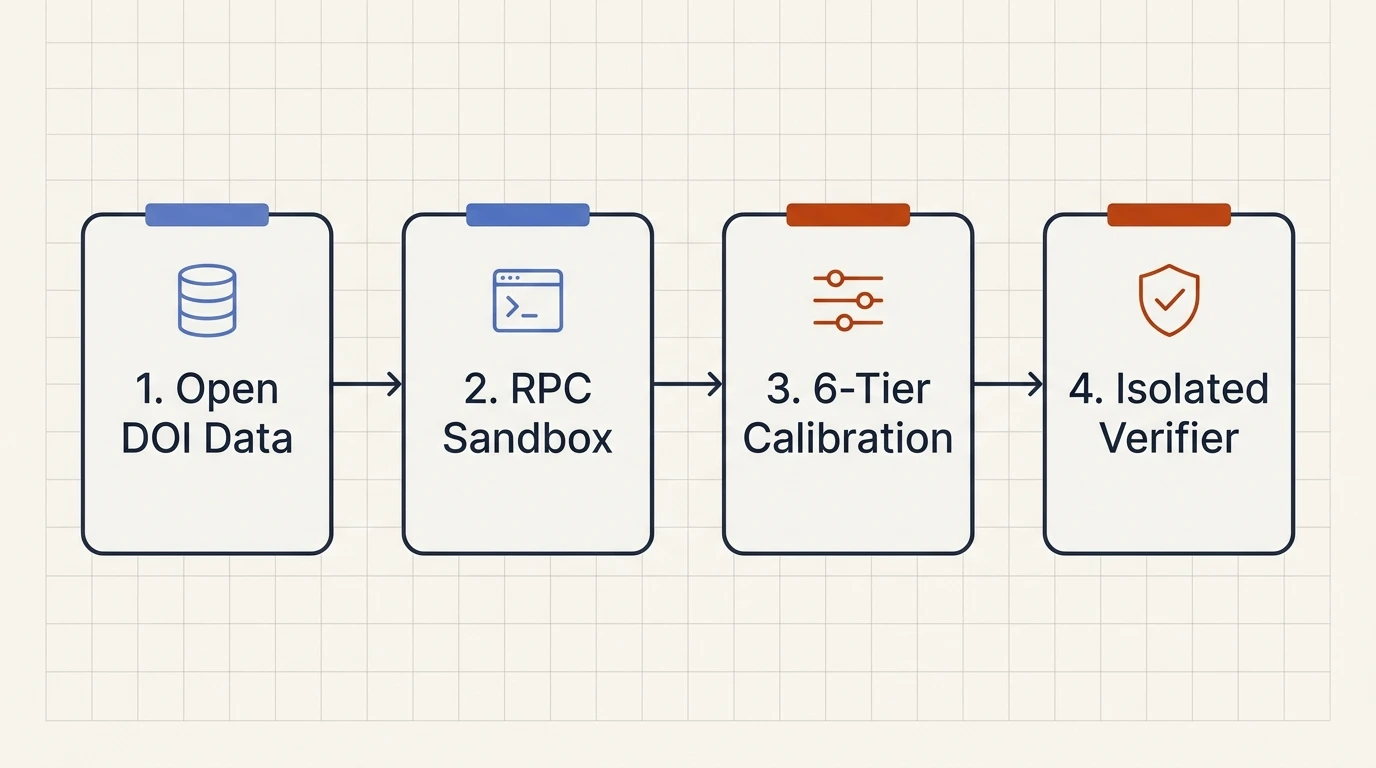 1. Open
DOI Data
2. RPC
Sandbox
3. 6-Tier
Calibration
4. Isolated
Verifier